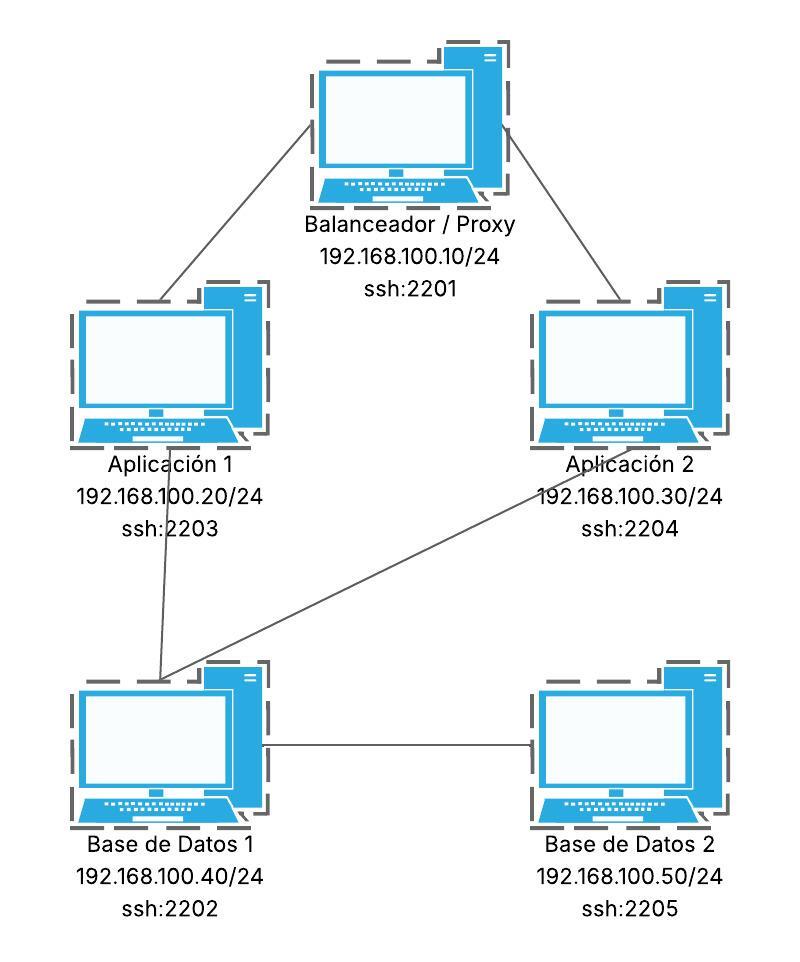 Balanceador / Proxy
192.168.100.10/24
ssh:2201
Aplicación 1
192.168.100.20/24
ssh:2203
Aplicación 2
192.168.100.30/24
ssh:2204
Base de Datos 1
192.168.100.40/24
ssh:2202
Base de Datos 2
192.168.100.50/24
ssh:2205